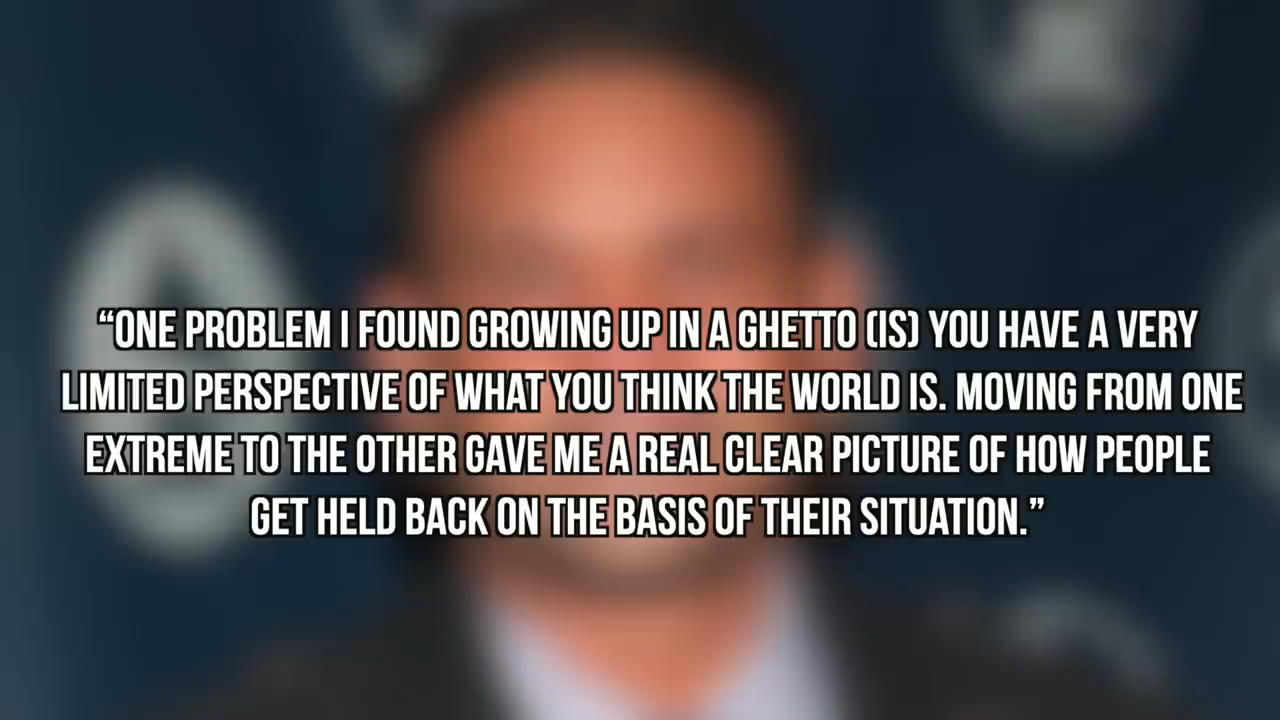 “ONE PROBLEM I FOUND GROWING UP IN A GHETTO (IS) YOU HAVE A VERY
LIMITED PERSPECTIVE OF WHAT YOU THINK THE WORLD IS. MOVING FROM ONE
EXTREME TO THE OTHER GAVE ME A REAL CLEAR PICTURE OF HOW PEOPLE
GET HELD BACK ON THE BASIS OF THEIR SITUATION.”